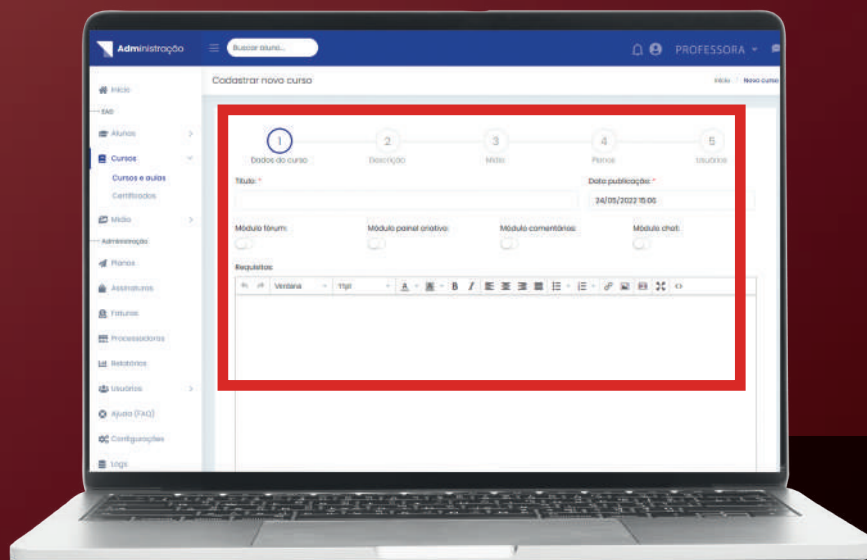 Administração
Buscar aluno...
PROFESSORA
Cadastrar novo curso
Início
Novo curso
Início
EAD
Alunos
Cursos
Cursos e aulas
Certificados
Mídia
Administração
Planos
Assinaturas
Faturas
Processadoras
Relatórios
Usuários
Ajuda (FAQ)
Configurações
Logs
1
2
3
4
5
Dados do curso
Descrição
Mídia
Planos
Usuários
Título: *
Data publicação: *
24/05/2022 15:06
Módulo fórum:
Módulo painel criativo:
Módulo comentários:
Módulo chat:
Requisitos:
Verdana
11pt
A
A
B
I